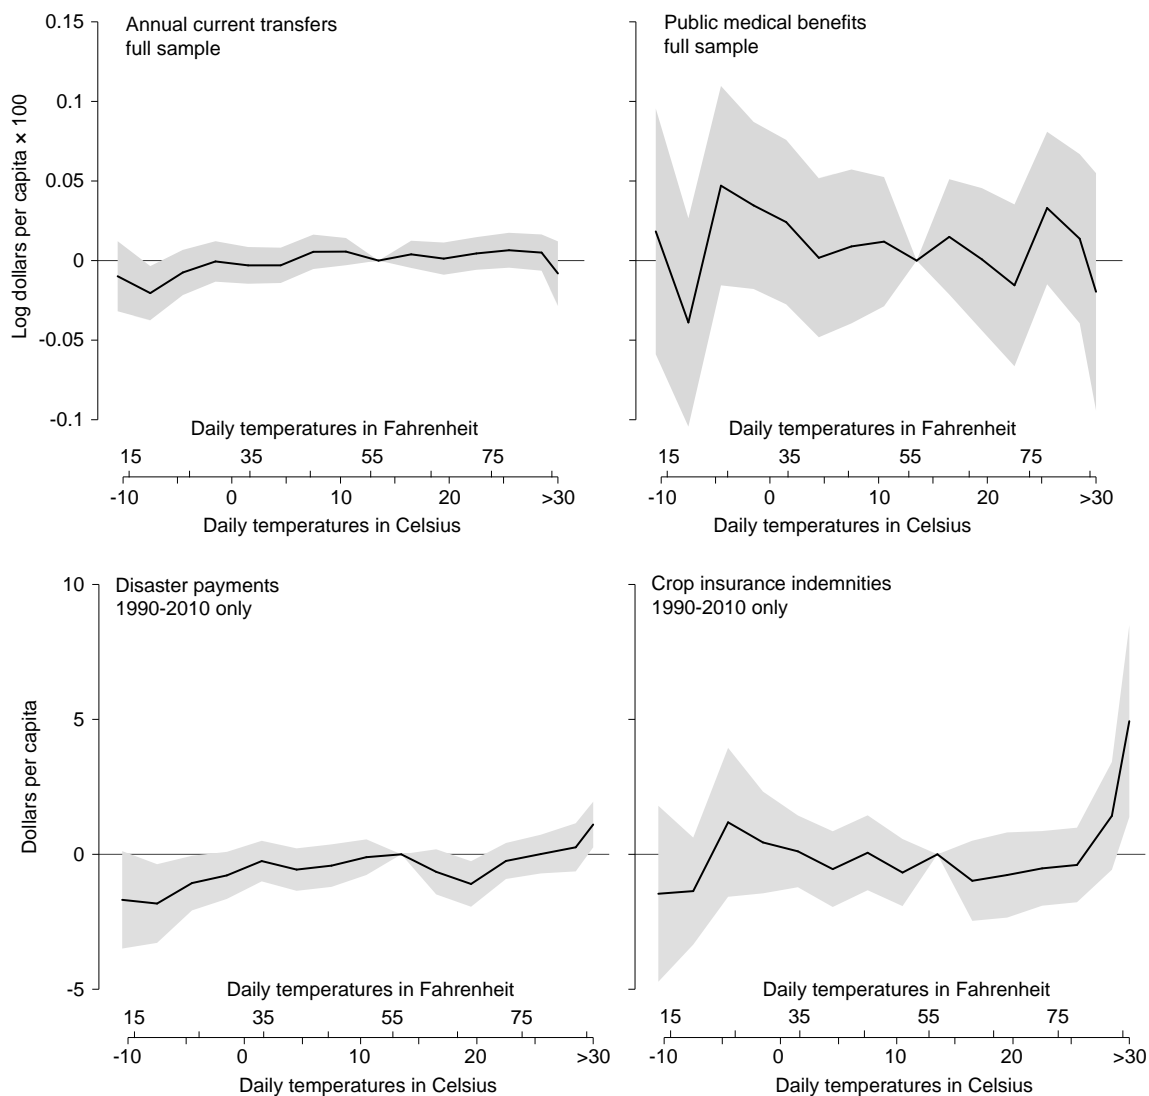 Annual current transfers
full sample
Log dollars per capita × 100
0.15
0.1
0.05
0
-0.05
-0.1
Daily temperatures in Fahrenheit
15 35 55 75
-10 0 10 20 >30
Daily temperatures in Celsius
Public medical benefits
full sample
Daily temperatures in Fahrenheit
15 35 55 75
-10 0 10 20 >30
Daily temperatures in Celsius
Disaster payments
1990-2010 only
Dollars per capita
10
5
0
-5
Daily temperatures in Fahrenheit
15 35 55 75
-10 0 10 20 >30
Daily temperatures in Celsius
Crop insurance indemnities
1990-2010 only
Daily temperatures in Fahrenheit
15 35 55 75
-10 0 10 20 >30
Daily temperatures in Celsius